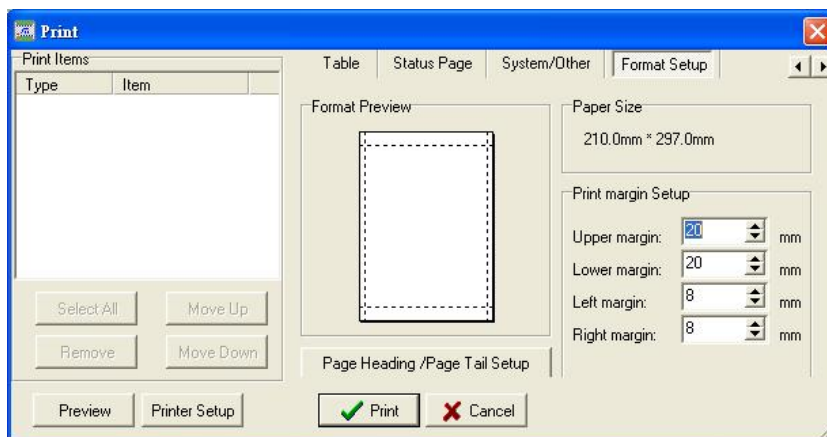 Print
Print Items
Type Item
Select All Move Up
Remove Move Down
Preview Printer Setup
Table Status Page System/Other Format Setup
Format Preview
Page Heading /Page Tail Setup
Paper Size
210.0mm * 297.0mm
Print margin Setup
Upper margin: 20 mm
Lower margin: 20 mm
Left margin: 8 mm
Right margin: 8 mm
Print Cancel